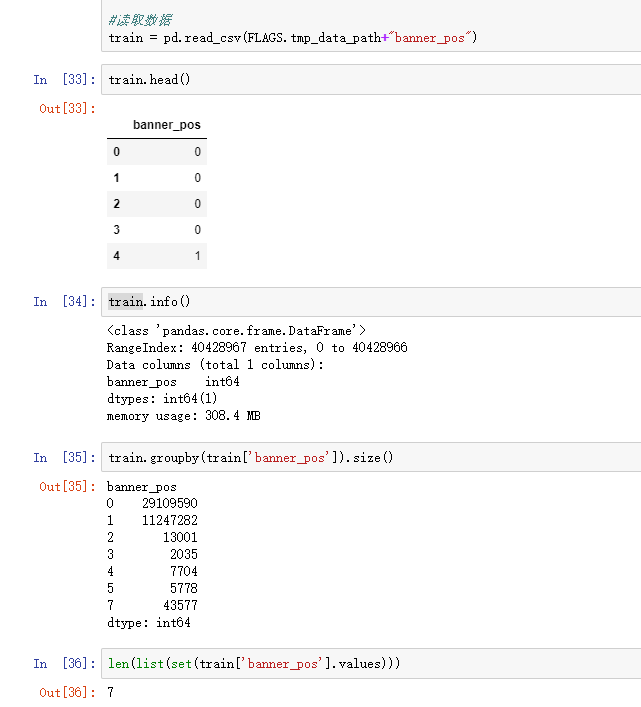 #读取数据
train = pd.read_csv(FLAGS.tmp_data_path+"banner_pos")
In [33]: train.head()
Out[33]:
banner_pos
0 0
1 0
2 0
3 0
4 1
In [34]: train.info()
<class 'pandas.core.frame.DataFrame'>
RangeIndex: 40428967 entries, 0 to 40428966
Data columns (total 1 columns):
banner_pos    int64
dtypes: int64(1)
memory usage: 308.4 MB
In [35]: train.groupby(train['banner_pos']).size()
Out[35]: banner_pos
0    29109590
1    11247282
2       13001
3        2035
4        7704
5        5778
7       43577
dtype: int64
In [36]: len(list(set(train['banner_pos'].values)))
Out[36]: 7